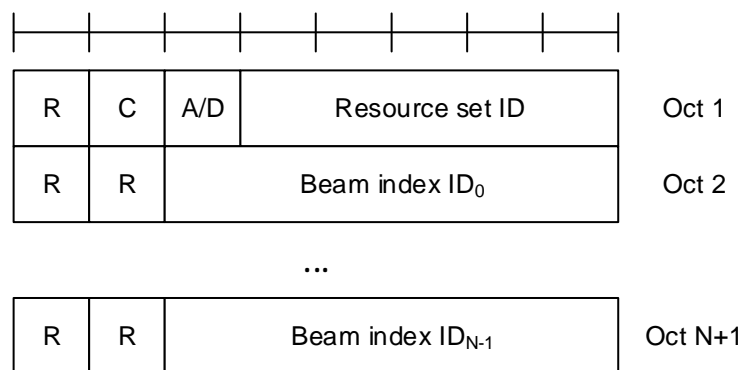 R C A/D Resource set ID Oct 1
R R Beam index ID₀ Oct 2
...
R R Beam index IDN-1 Oct N+1